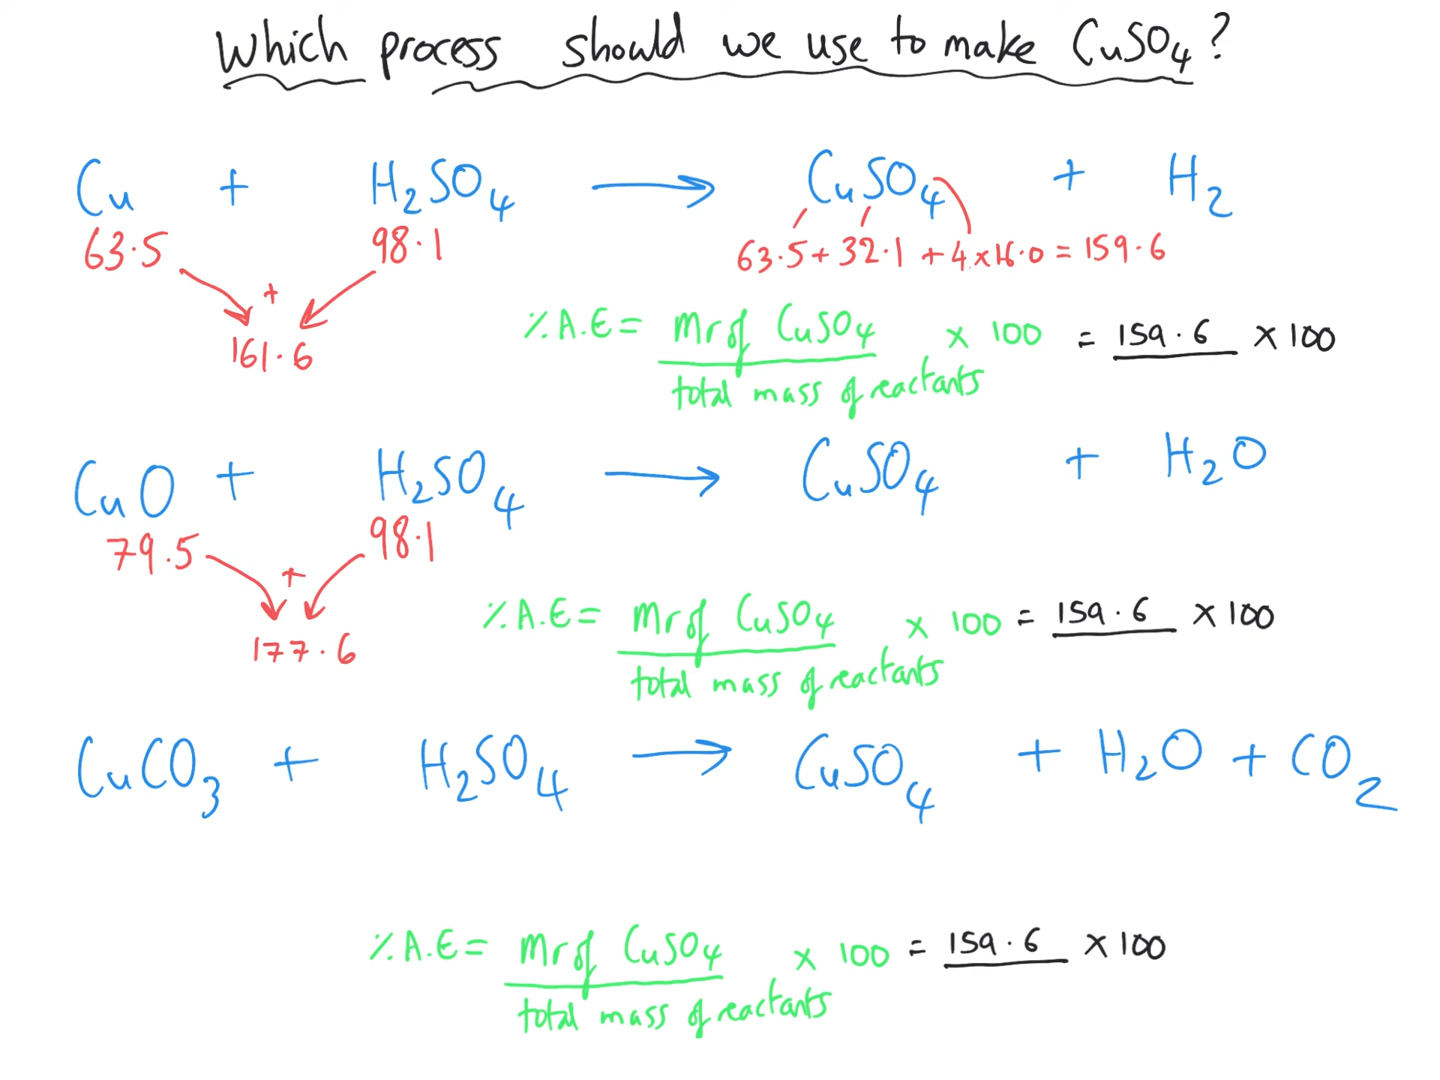 Which process should we use to make CuSO₄?
Cu + H₂SO₄ → CuSO₄ + H₂
63.5 98.1 63.5 + 32.1 + 4 × 16.0 = 159.6
+
161.6
% A.E = Mr of CuSO₄ × 100 = 159.6 × 100
total mass of reactants
CuO + H₂SO₄ → CuSO₄ + H₂O
79.5 98.1
+
177.6
% A.E = Mr of CuSO₄ × 100 = 159.6 × 100
total mass of reactants
CuCO₃ + H₂SO₄ → CuSO₄ + H₂O + CO₂
% A.E = Mr of CuSO₄ × 100 = 159.6 × 100
total mass of reactants